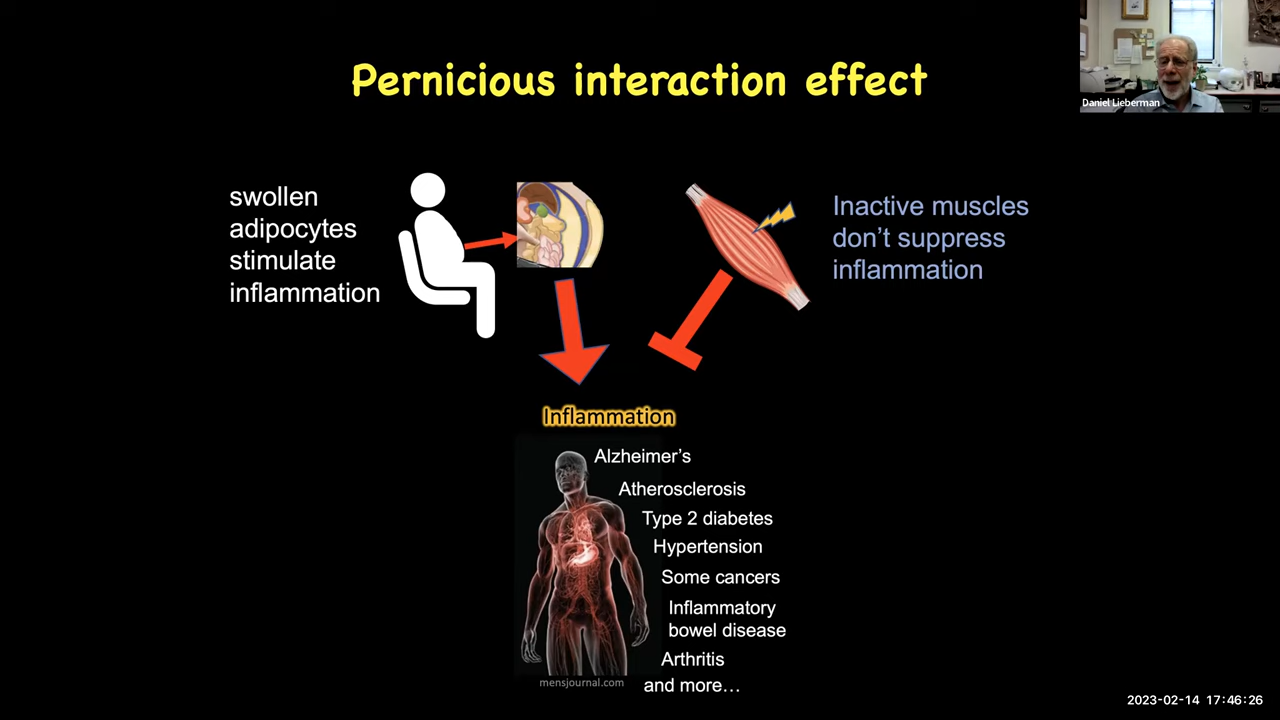 Pernicious interaction effect
Daniel Lieberman
swollen
adipocytes
stimulate
inflammation
Inactive muscles
don’t suppress
inflammation
Inflammation
Alzheimer’s
Atherosclerosis
Type 2 diabetes
Hypertension
Some cancers
Inflammatory
bowel disease
Arthritis
and more…
mensjournal.com
2023-02-14 17:46:26